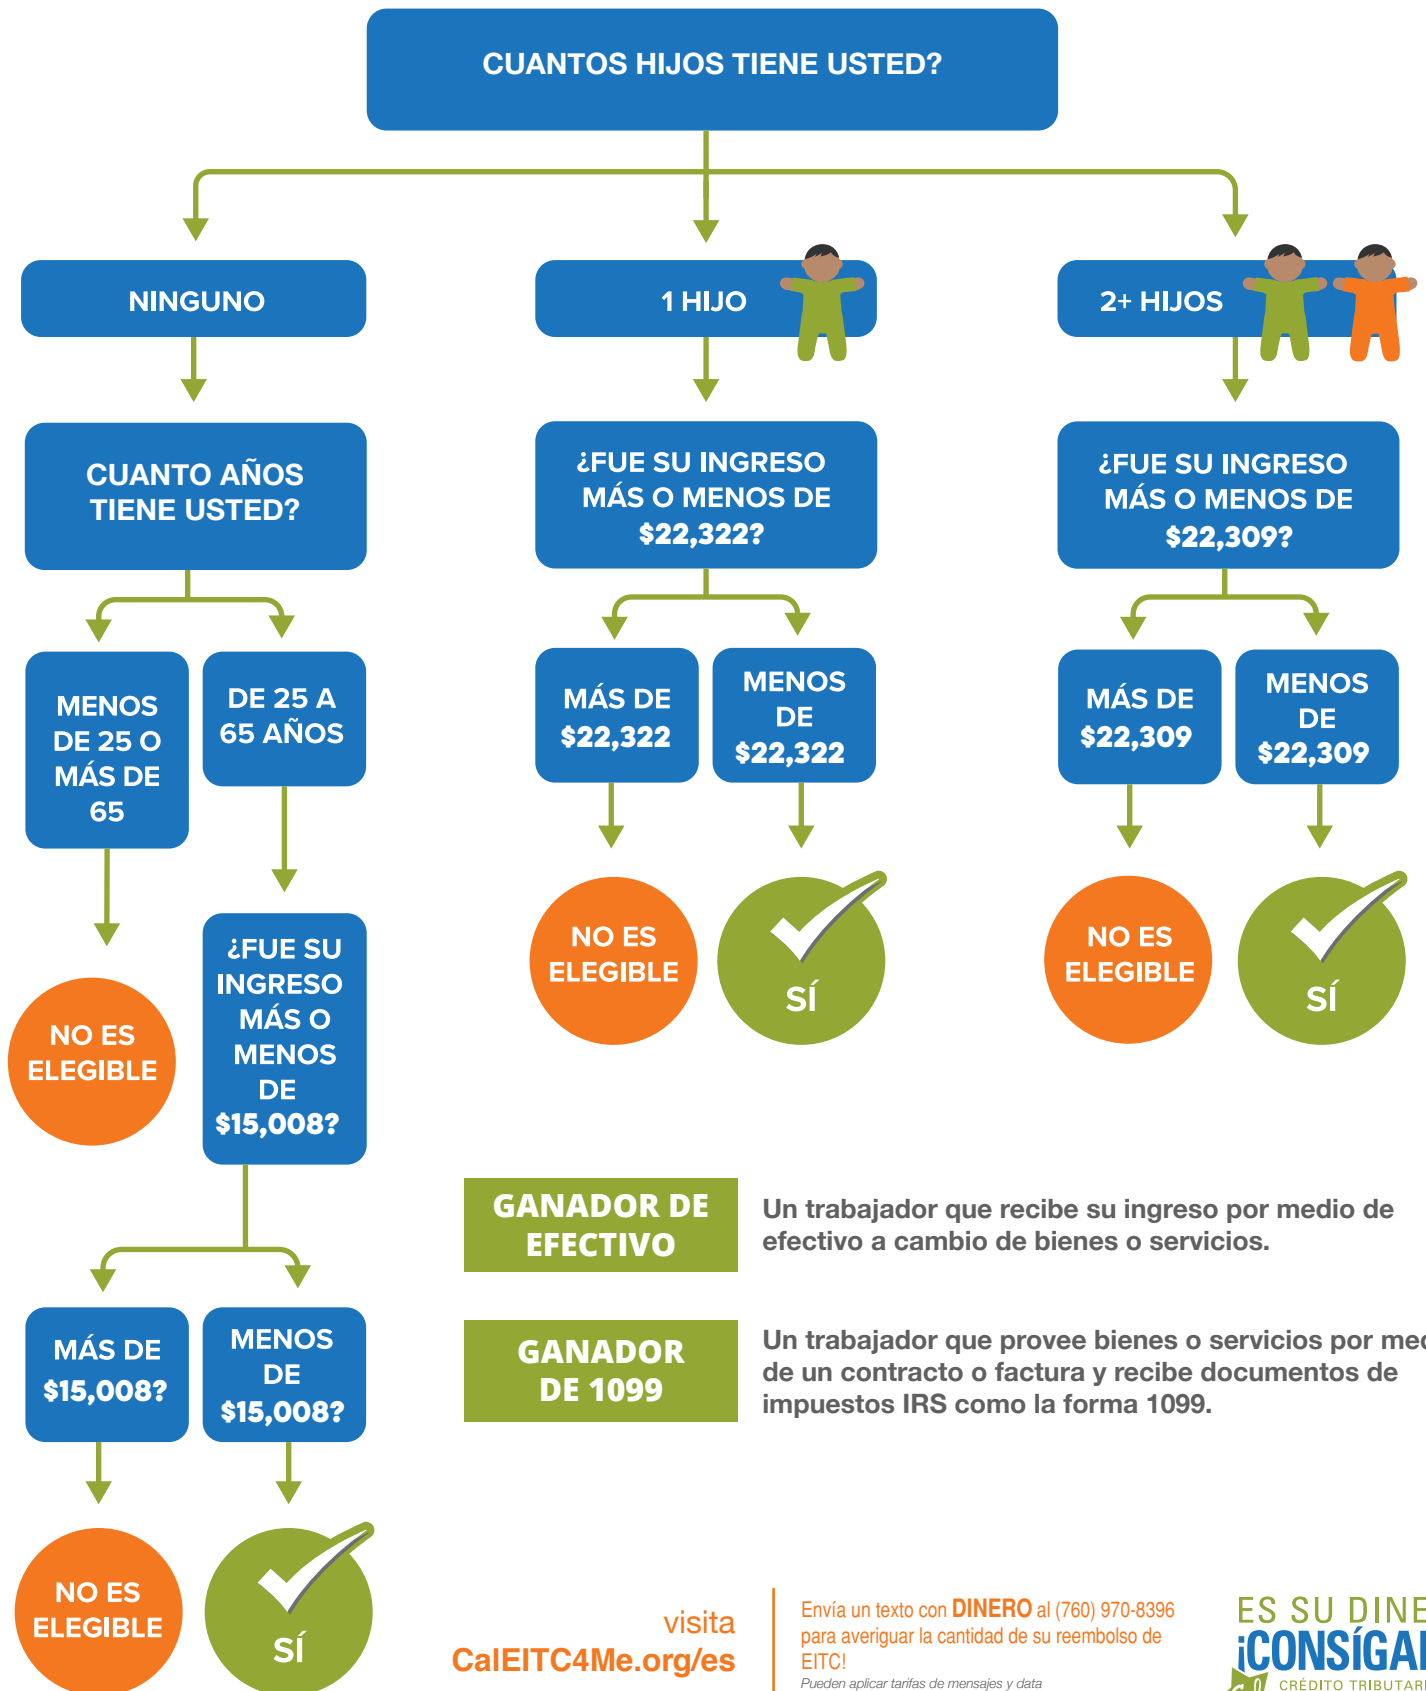 CUANTOS HIJOS TIENE USTED?
NINGUNO
1 HIJO
2+ HIJOS
CUANTO AÑOS
TIENE USTED?
¿FUE SU INGRESO
MÁS O MENOS DE
$22,322?
¿FUE SU INGRESO
MÁS O MENOS DE
$22,309?
MENOS
DE 25 O
MÁS DE
65
DE 25 A
65 AÑOS
MÁS DE
$22,322
MENOS
DE
$22,322
MÁS DE
$22,309
MENOS
DE
$22,309
NO ES
ELEGIBLE
¿FUE SU
INGRESO
MÁS O
MENOS
DE
$15,008?
NO ES
ELEGIBLE
SÍ
NO ES
ELEGIBLE
SÍ
MÁS DE
$15,008?
MENOS
DE
$15,008?
NO ES
ELEGIBLE
SÍ
GANADOR DE
EFECTIVO
Un trabajador que recibe su ingreso por medio de
efectivo a cambio de bienes o servicios.
GANADOR
DE 1099
Un trabajador que provee bienes o servicios por
de un contracto o factura y recibe documentos de
impuestos IRS como la forma 1099.
visita
CalEITC4Me.org/es
Envía un texto con DINERO al (760) 970-8396
para averiguar la cantidad de su reembolso de
EITC!
Pueden aplicar tarifas de mensajes y data
ES SU
CRÉDITO